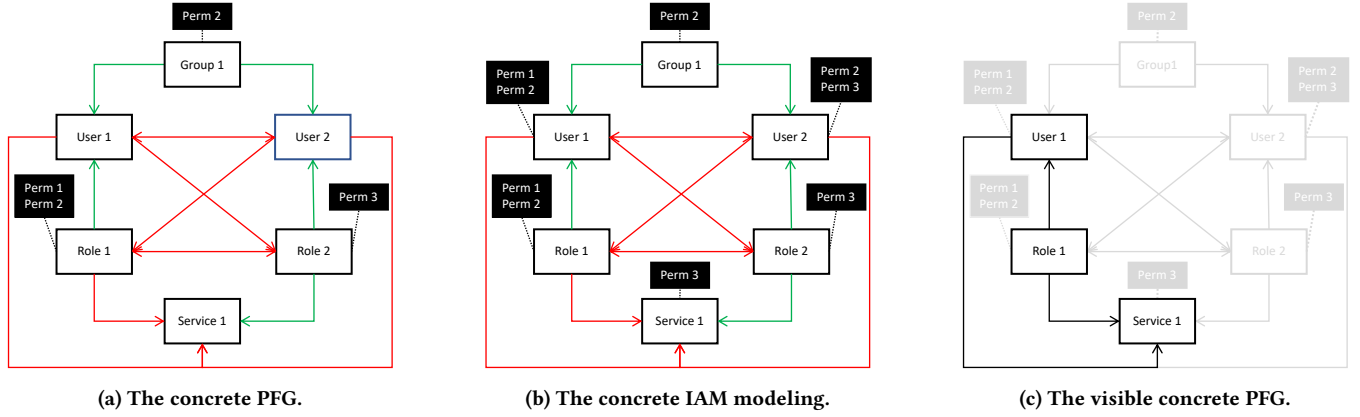 Perm 2
Group 1
User 1
User 2
Perm 1
Perm 2
Perm 3
Role 1
Role 2
Service 1
(a) The concrete PFG.
Perm 2
Group 1
Perm 1
Perm 2
Perm 2
Perm 3
User 1
User 2
Perm 1
Perm 2
Perm 3
Role 1
Role 2
Perm 3
Service 1
(b) The concrete IAM modeling.
Perm 2
Group1
Perm 1
Perm 2
Perm 2
Perm 3
User 1
User 2
Perm 1
Perm 2
Perm 3
Role 1
Role 2
Perm 3
Service 1
(c) The visible concrete PFG.